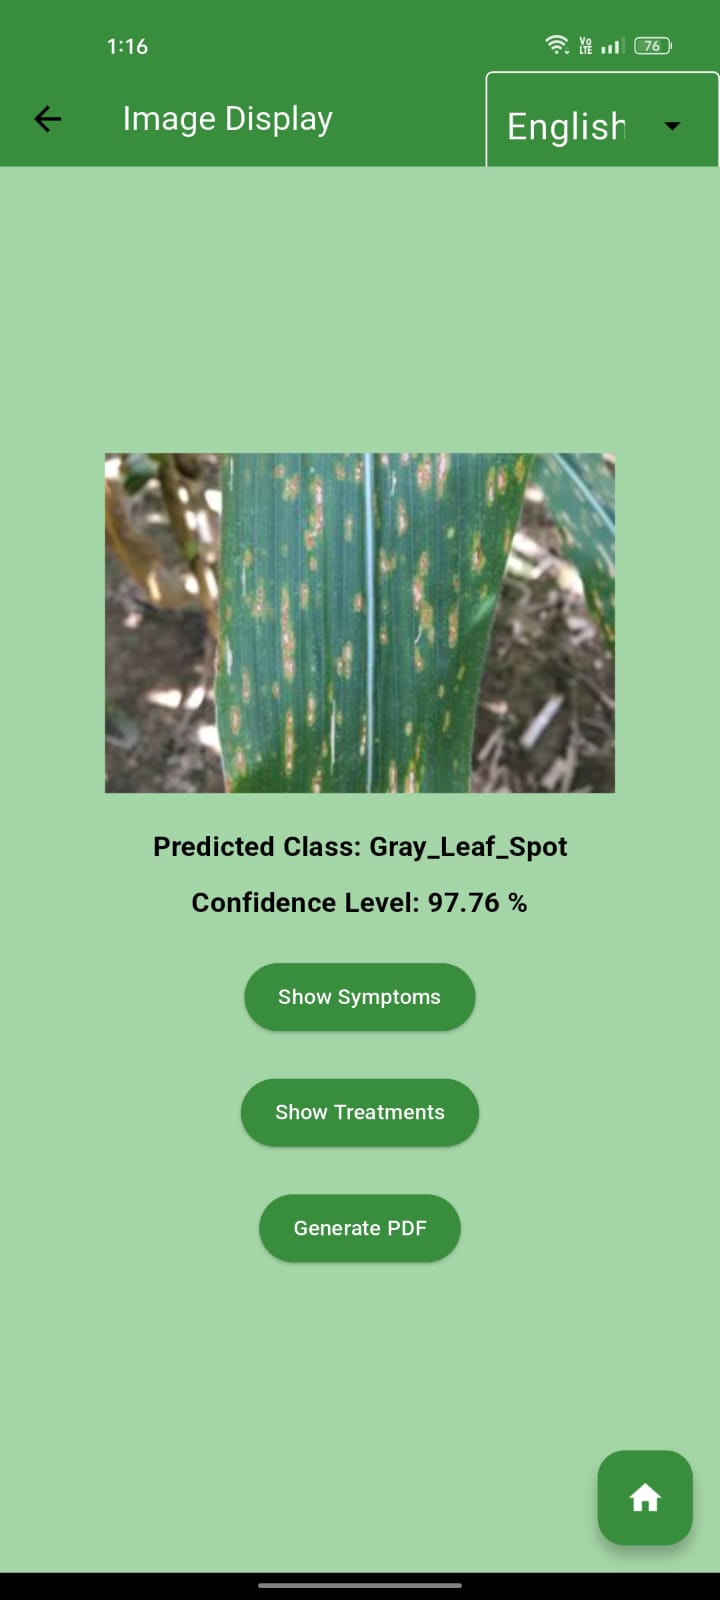 1:16
Vo
LTE
76
Image Display
English
Predicted Class: Gray_Leaf_Spot
Confidence Level: 97.76 %
Show Symptoms
Show Treatments
Generate PDF